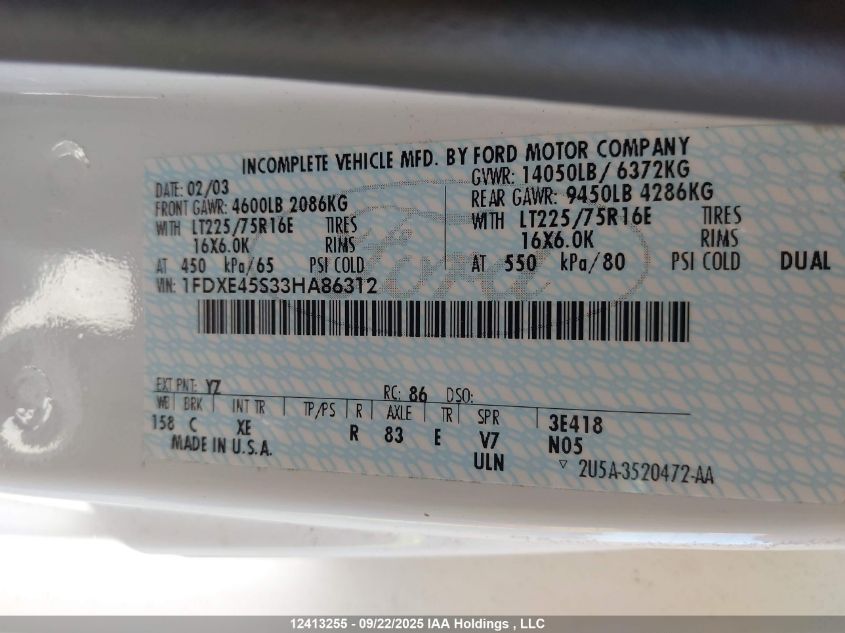 INCOMPLETE VEHICLE MFD. BY FORD MOTOR COMPANY
DATE: 02/03 GVWR: 14050LB/ 6372KG
FRONT GAWR: 4600LB 2086KG REAR GAWR: 9450LB 4286KG
WITH LT225/75R16E TIRES WITH LT225/75R16E TIRES
16X6.0K RIMS 16X6.0K RIMS
AT 450 kPa/65 PSI COLD AT 550 kPa/80 PSI COLD DUAL
VIN: 1FDXE45S33HA86312
Ford
EXT PNT: YZ RC: 86 DSO:
WB BRK INT TR TP/PS R AXLE TR SPR 3E418
158 C XE R 83 E V7 N05
MADE IN U.S.A. ULN ▽ 2U5A-3520472-AA
12413255 - 09/22/2025 IAA Holdings , LLC